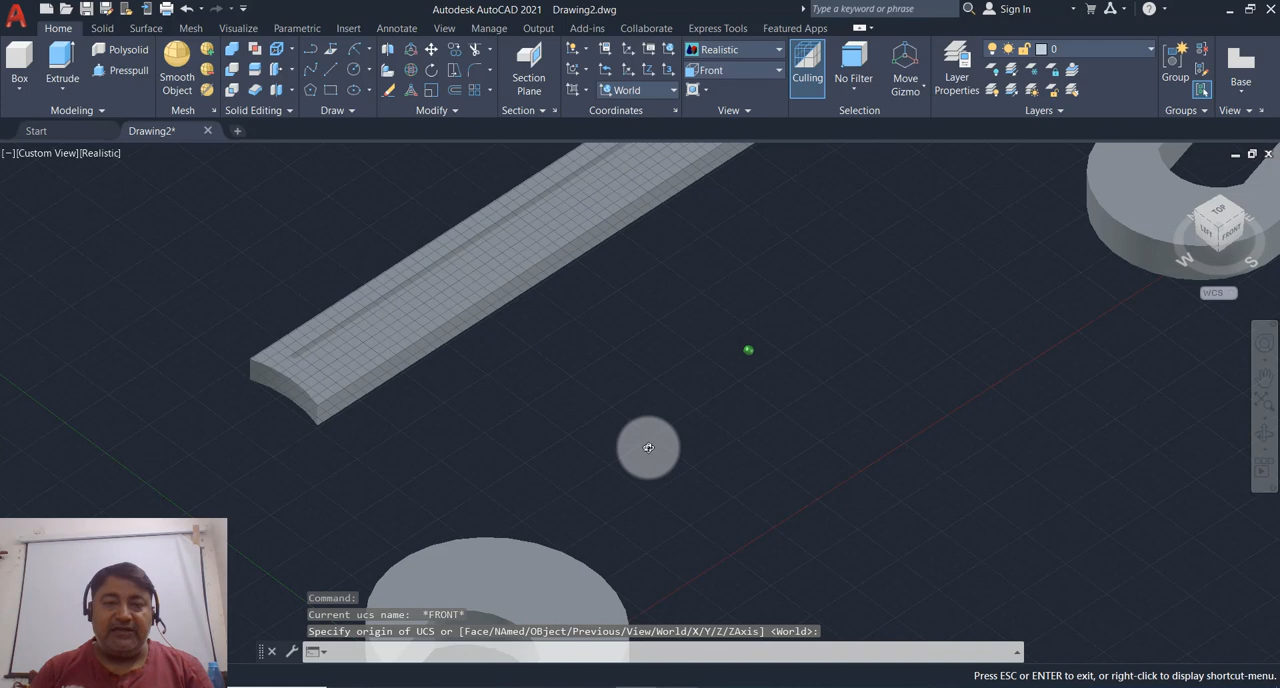 Autodesk AutoCAD 2021 Drawing2.dwg
Type a keyword or phrase
Sign In
Home Solid Surface Mesh Visualize Parametric Insert Annotate View Manage Output Add-ins Collaborate Express Tools Featured Apps
Box
Extrude
Polysolid
Presspull
Smooth Object
Section Plane
World
Realistic
Front
Culling
No Filter
Move Gizmo
Layer Properties
0
Group
Base
Modeling Mesh Solid Editing Draw Modify Section Coordinates View Selection Layers Groups View
Start Drawing2*
[−][Custom View][Realistic]
TOP
LEFT FRONT
W S
WCS
Command:
Current ucs name: *FRONT*
Specify origin of UCS or [Face/NAmed/OBject/Previous/View/World/X/Y/Z/ZAxis] <World>:
Press ESC or ENTER to exit, or right-click to display shortcut-menu.